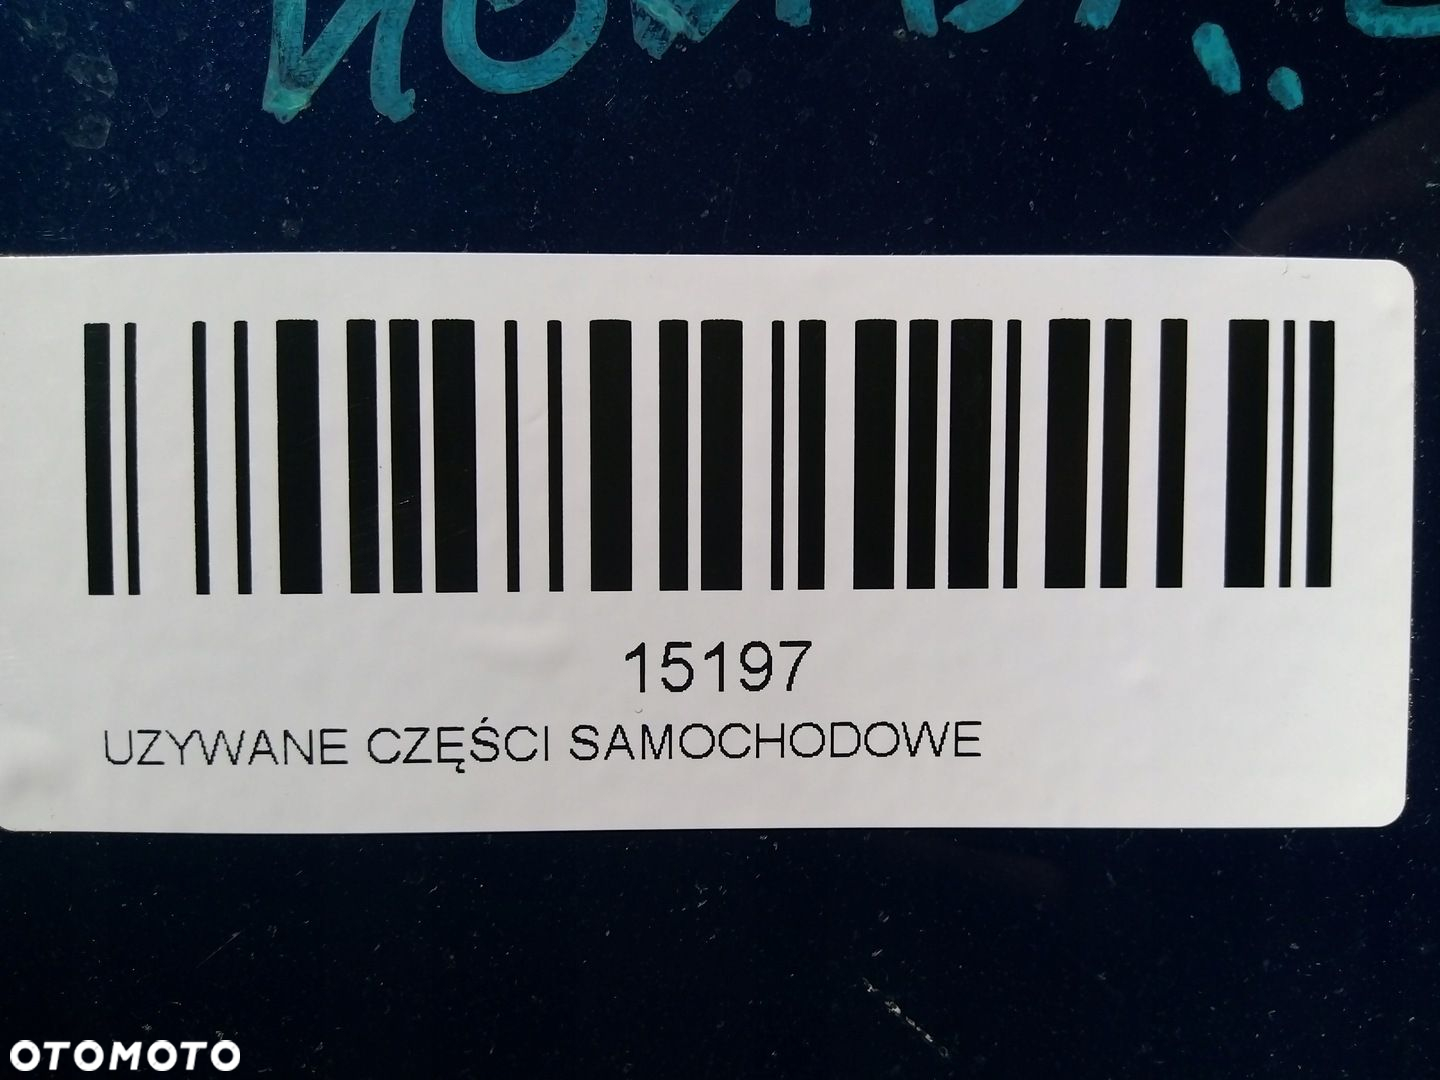 15197
UZYWANE CZĘŚCI SAMOCHODOWE
OTOMOTO